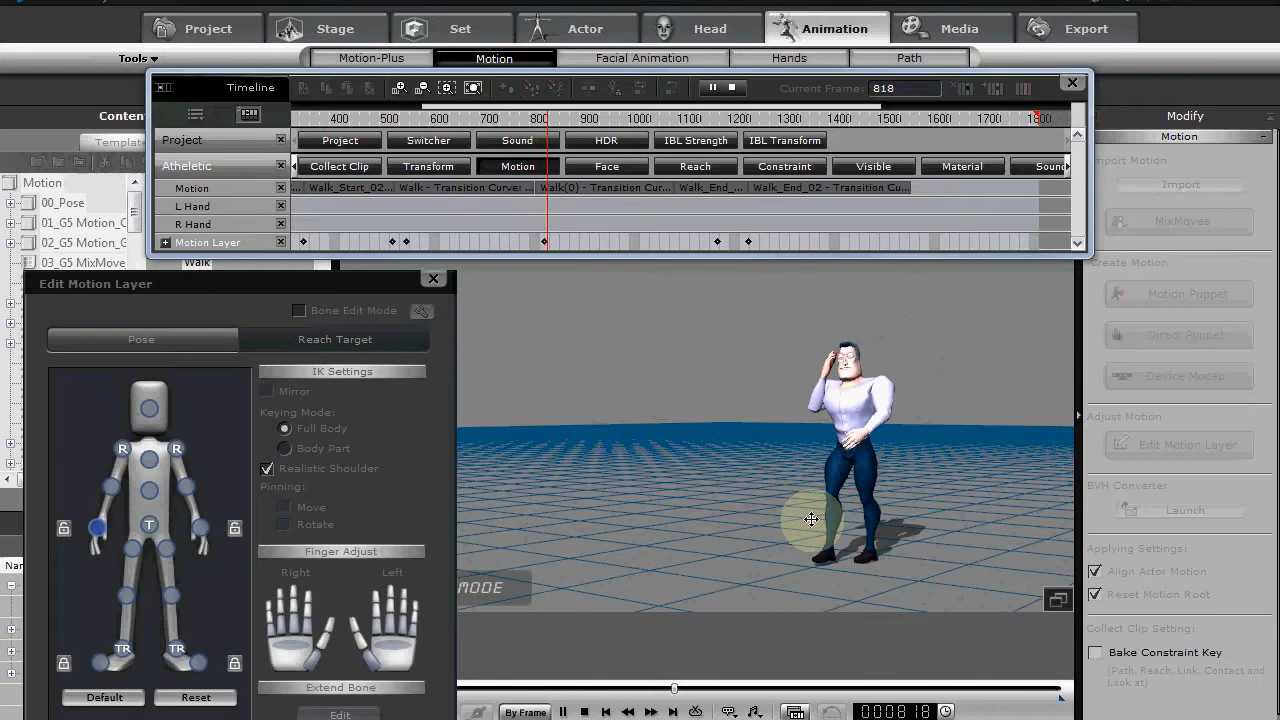 Project Stage Set Actor Head Animation Media Export
Tools Motion-Plus Motion Facial Animation Hands Path
Timeline Current Frame: 818
Content
Modify
400 500 600 700 800 900 1000 1100 1200 1300 1400 1500 1600 1700 1800
Template
Motion
Project Project Switcher Sound HDR IBL Strength IBL Transform
Import Motion
Atheletic Collect Clip Transform Motion Face Reach Constraint Visible Material Soun
Motion
Import
Motion Walk_Start_02... Walk - Transition Curve: ... Walk(0) - Transition Cur... Walk_End_... Walk_End_02 - Transition Cu...
00_Pose
L Hand
01_G5 Motion_C
MixMoves
R Hand
02_G5 Motion_G
Motion Layer
03_G5 MixMove
Walk
Create Motion
Edit Motion Layer
Motion Puppet
Bone Edit Mode
Pose Reach Target
Direct Puppet
IK Settings
Device Mocap
Mirror
Keying Mode:
Adjust Motion
Full Body
Edit Motion Layer
R R
Body Part
Realistic Shoulder
BVH Converter
Pinning:
Move
Launch
T
Rotate
Finger Adjust
Applying Settings:
Nar
Right Left
Align Actor Motion
MODE
Reset Motion Root
Collect Clip Setting:
TR TR
Bake Constraint Key
(Path, Reach, Link, Contact and
Look at)
Default Reset
Extend Bone
Edit
By Frame 0000818